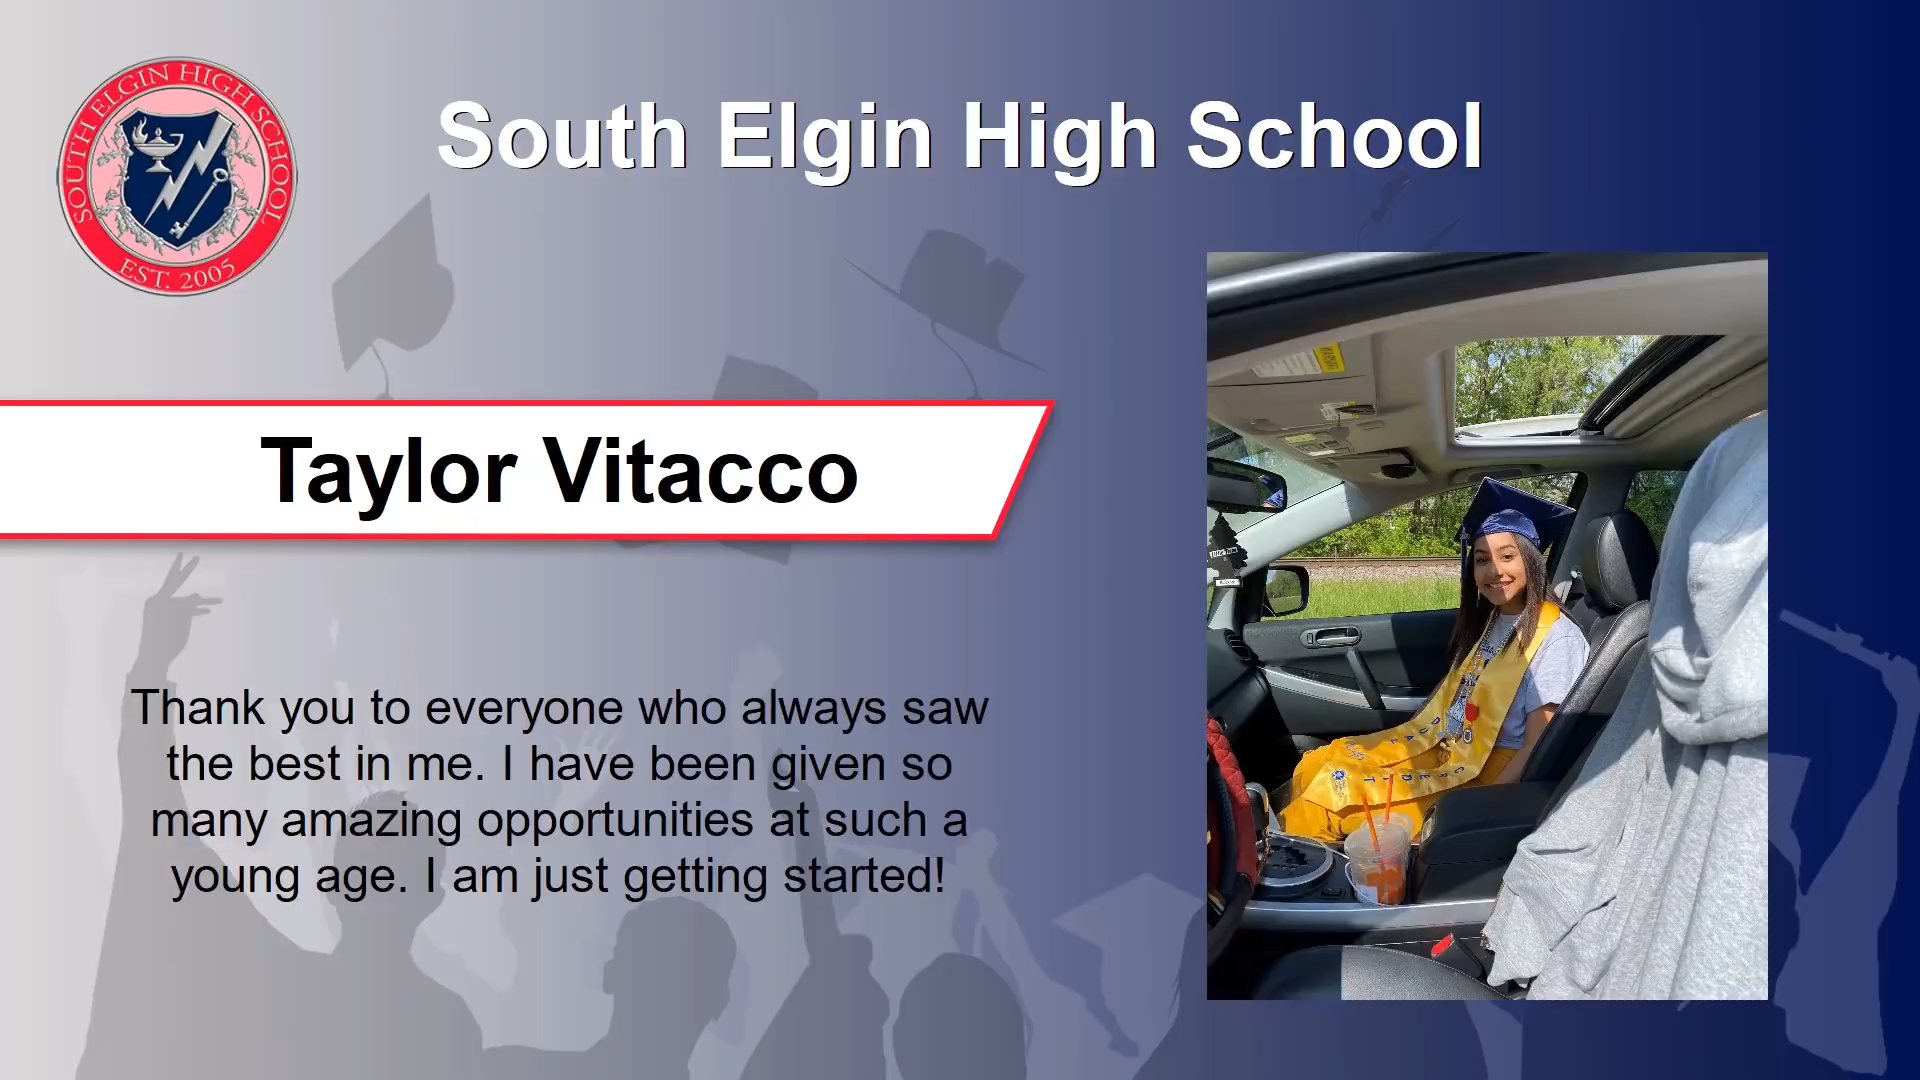 SOUTH ELGIN HIGH SCHOOL
EST. 2005
South Elgin High School
Taylor Vitacco
Thank you to everyone who always saw
the best in me. I have been given so
many amazing opportunities at such a
young age. I am just getting started!
WARNING
CREDIT